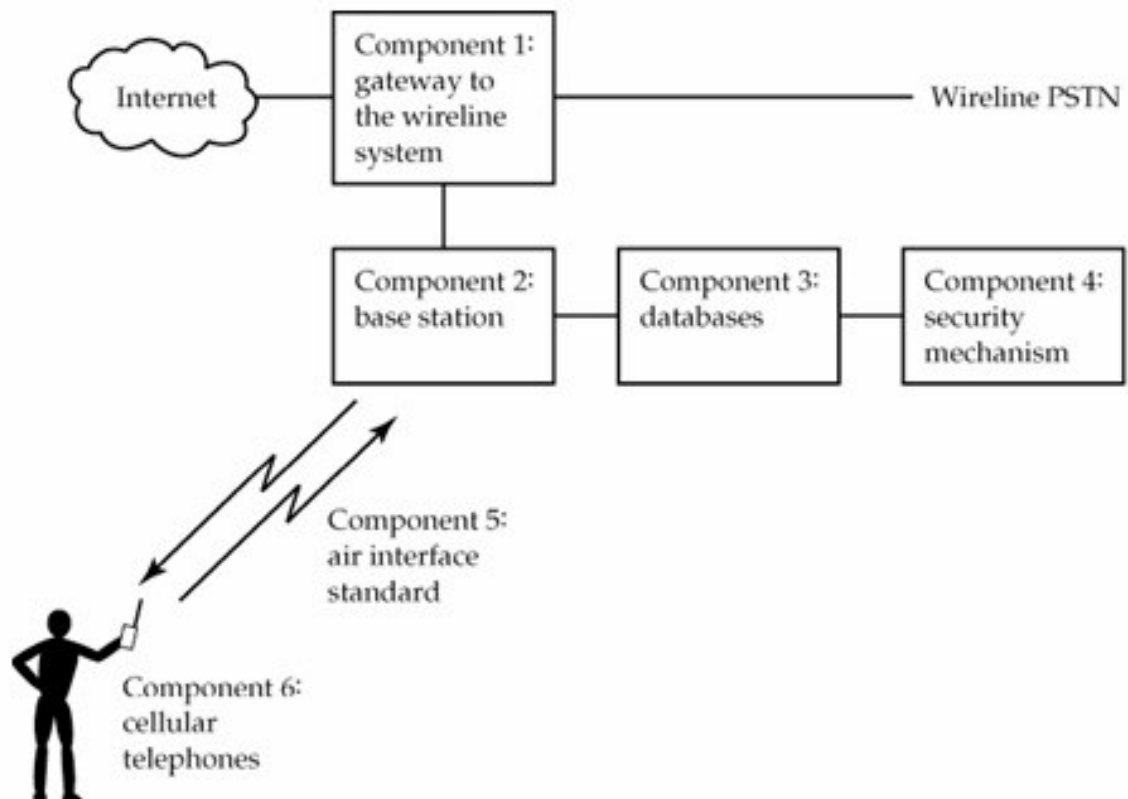 Internet
Component 1:
gateway to
the wireline
system
Wireline PSTN
Component 2:
base station
Component 3:
databases
Component 4:
security
mechanism
Component 5:
air interface
standard
Component 6:
cellular
telephones